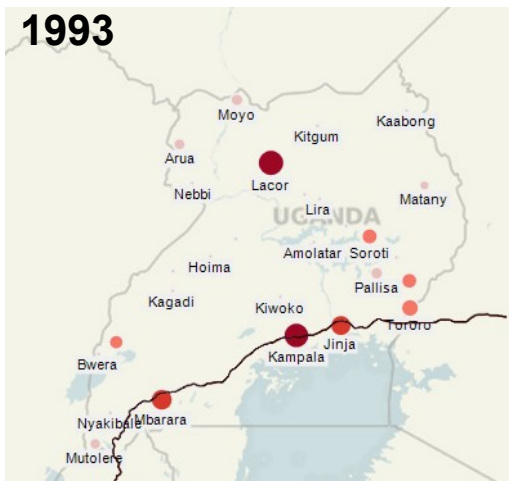 1993
Moyo
Kaabong
Kitgum
Arua
Lacor
Nebbi
Matany
Lira
UGANDA
Amolatar Soroti
Hoima
Pallisa
Kagadi
Kiwoko
Tororo
Jinja
Kampala
Bwera
Nyakibale
Mbarara
Mutolere